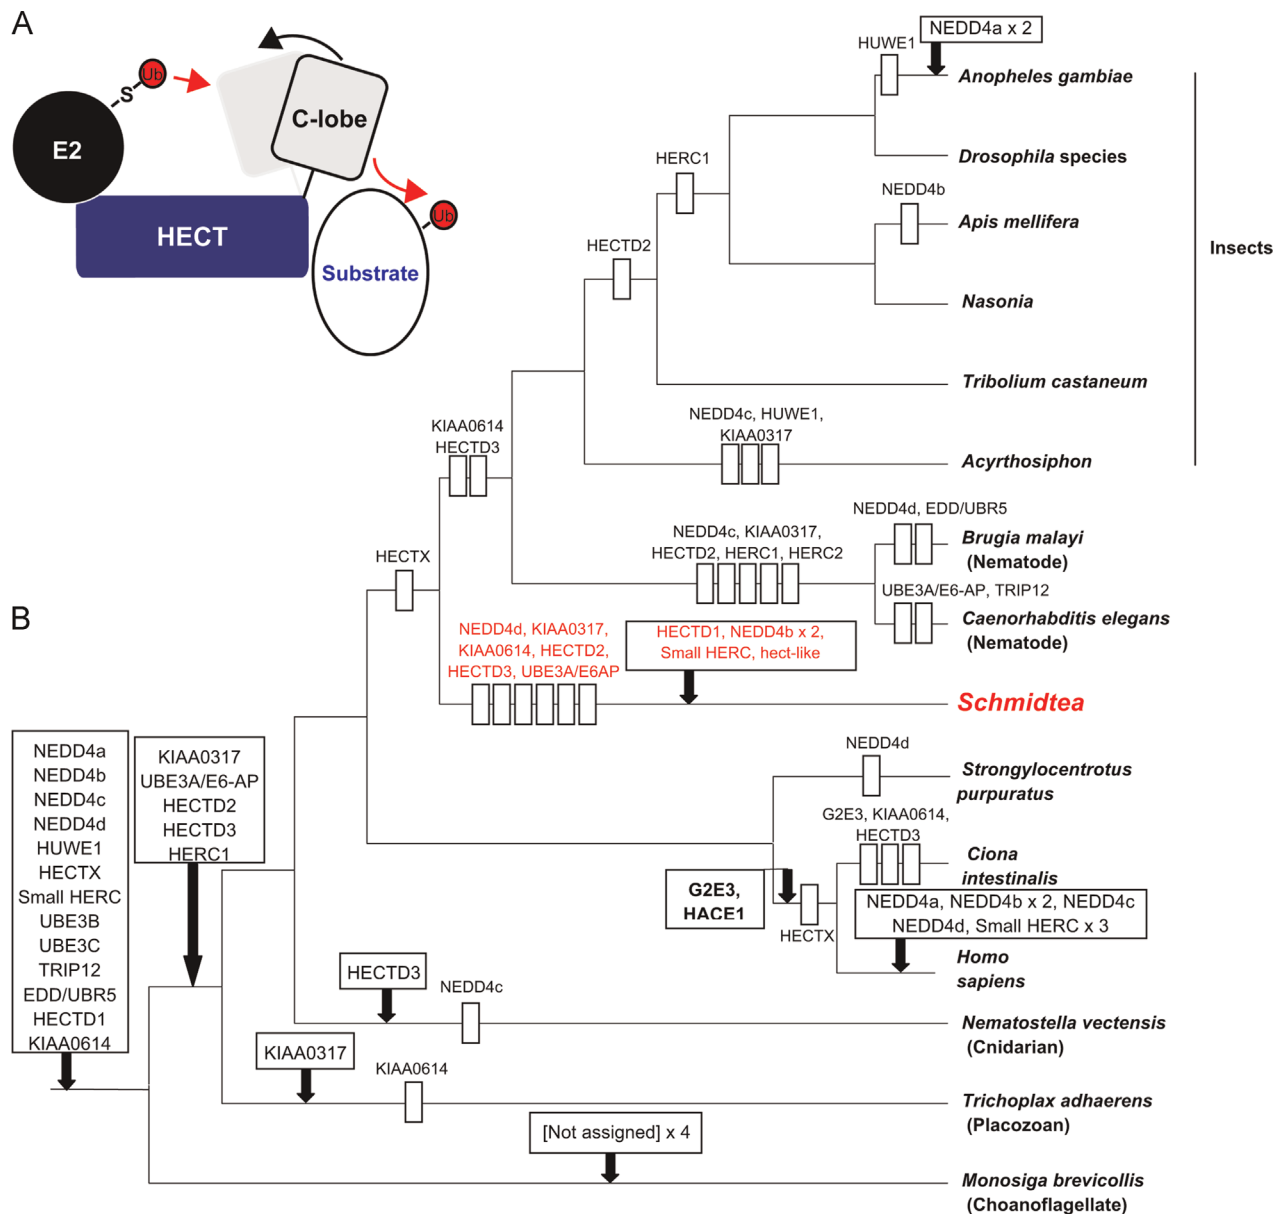 A
E2
S
Ub
C-lobe
HECT
Substrate
Ub
B
NEDD4a x 2
HUWE1
Anopheles gambiae
HERC1
Drosophila species
NEDD4b
Apis mellifera
HECTD2
Insects
Nasonia
Tribolium castaneum
KIAA0614
HECTD3
NEDD4c, HUWE1,
KIAA0317
Acyrthosiphon
NEDD4d, EDD/UBR5
Brugia malayi
(Nematode)
NEDD4c, KIAA0317,
HECTD2, HERC1, HERC2
HECTX
UBE3A/E6-AP, TRIP12
Caenorhabditis elegans
(Nematode)
NEDD4d, KIAA0317,
KIAA0614, HECTD2,
HECTD3, UBE3A/E6AP
HECTD1, NEDD4b x 2,
Small HERC, hect-like
Schmidtea
NEDD4a
NEDD4b
NEDD4c
NEDD4d
HUWE1
HECTX
Small HERC
UBE3B
UBE3C
TRIP12
EDD/UBR5
HECTD1
KIAA0614
KIAA0317
UBE3A/E6-AP
HECTD2
HECTD3
HERC1
NEDD4d
Strongylocentrotus
purpuratus
G2E3, KIAA0614,
HECTD3
Ciona
intestinalis
G2E3,
HACE1
HECTX
NEDD4a, NEDD4b x 2, NEDD4c
NEDD4d, Small HERC x 3
Homo
sapiens
HECTD3
NEDD4c
Nematostella vectensis
(Cnidarian)
KIAA0317
KIAA0614
Trichoplax adhaerens
(Placozoan)
[Not assigned] x 4
Monosiga brevicollis
(Choanoflagellate)